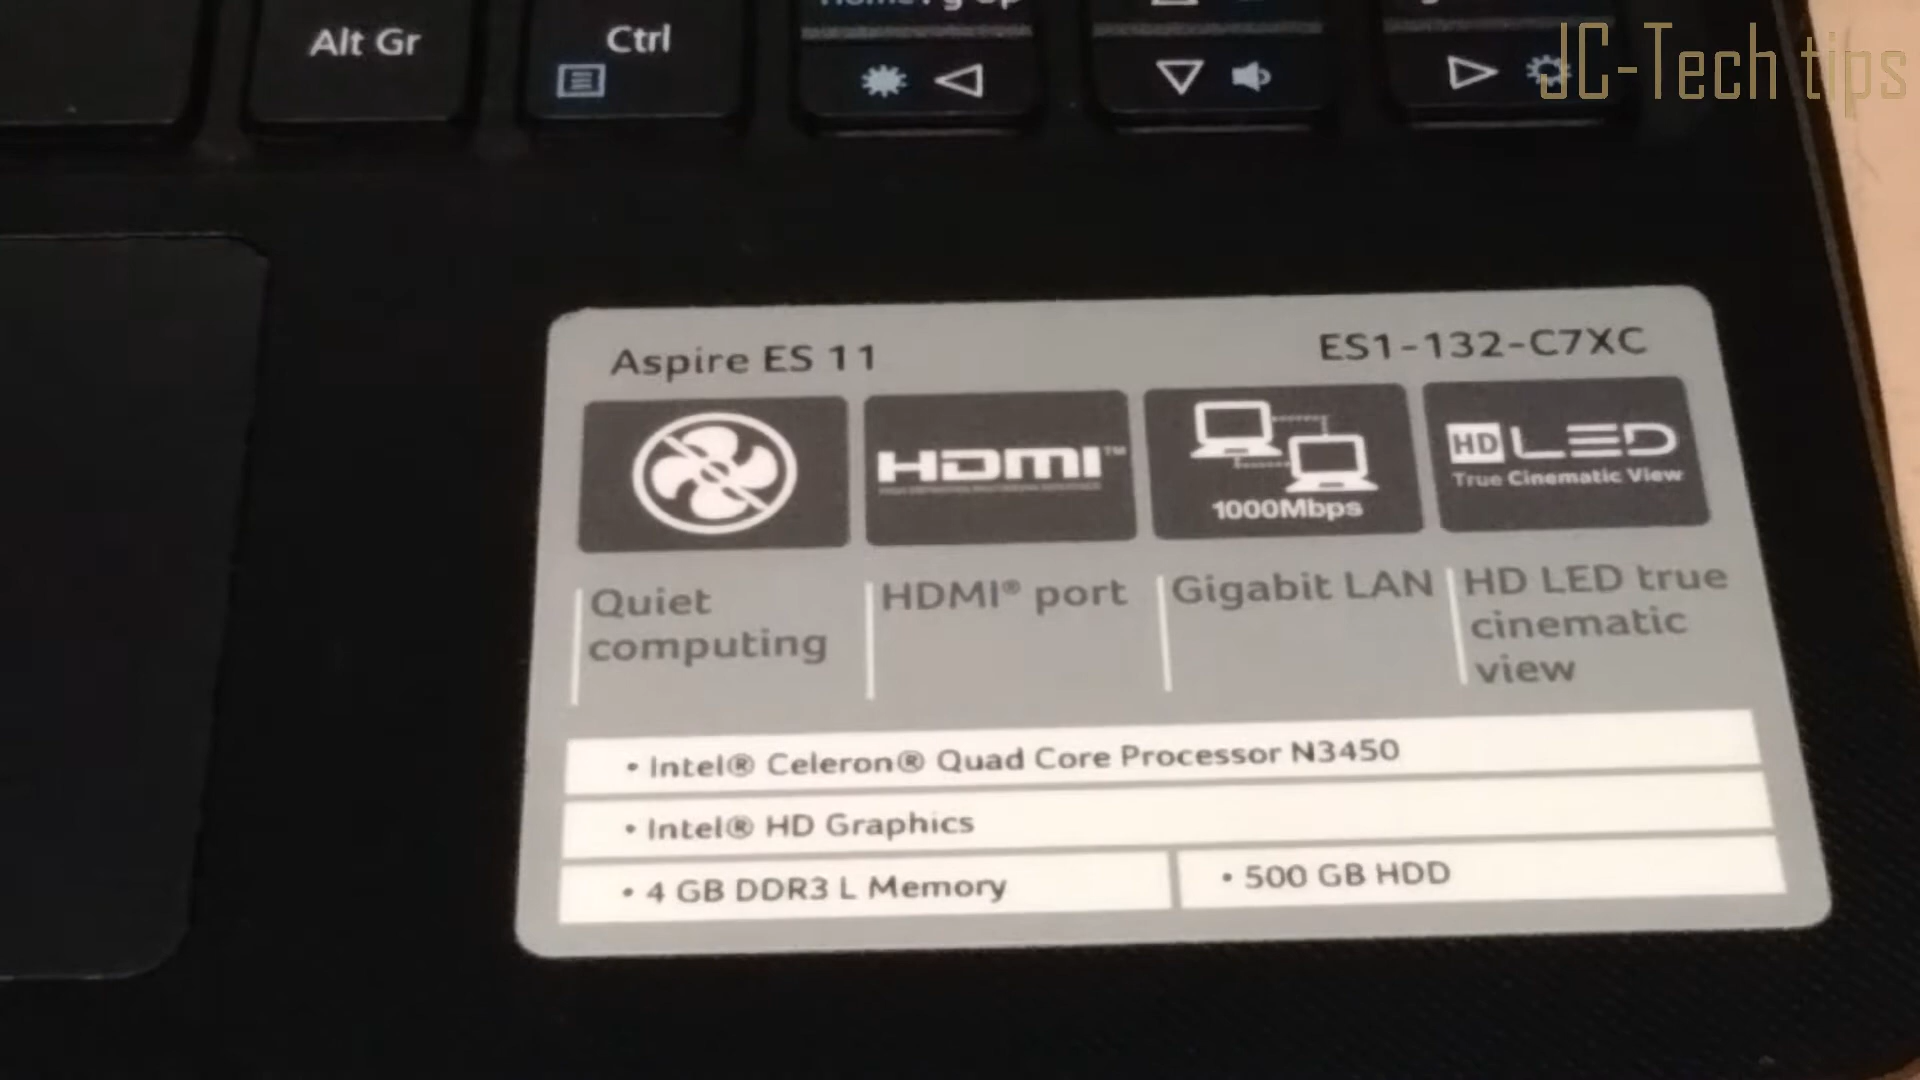 Alt Gr
Ctrl
JC-Tech tips
Aspire ES 11
ES1-132-C7XC
HDMI™
1000Mbps
HD LED
True Cinematic View
Quiet
computing
HDMI® port
Gigabit LAN
HD LED true
cinematic
view
• Intel® Celeron® Quad Core Processor N3450
• Intel® HD Graphics
• 4 GB DDR3 L Memory
• 500 GB HDD